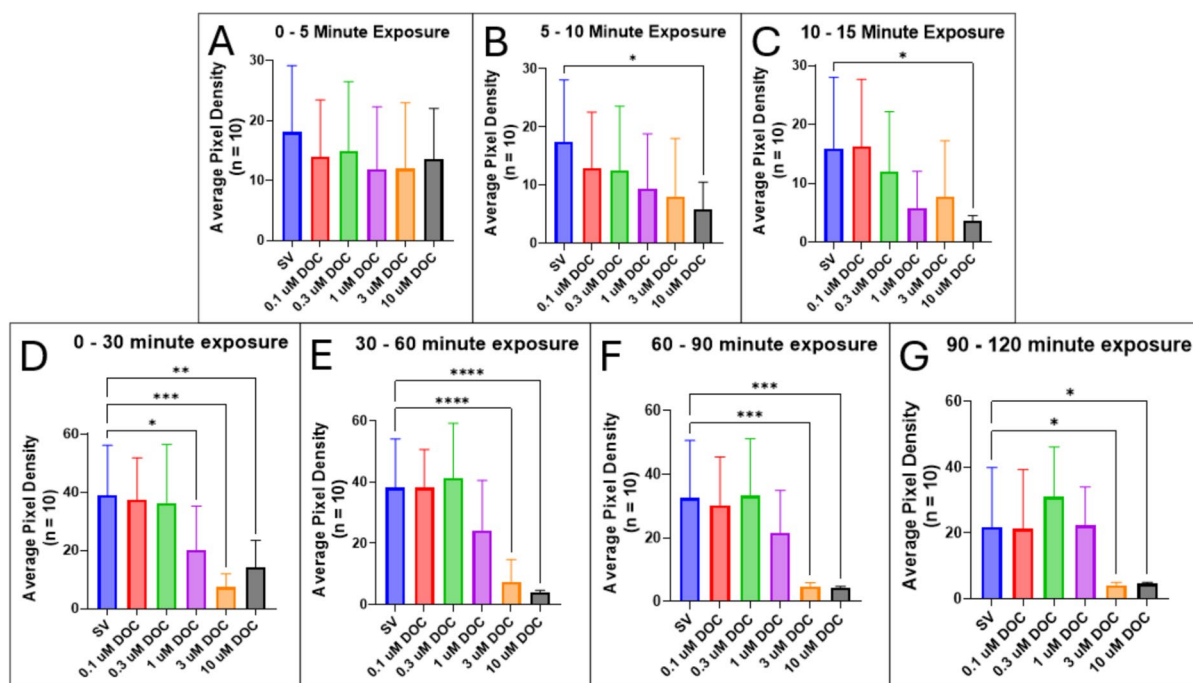 A
0 - 5 Minute Exposure
Average Pixel Density
(n = 10)
30
20
10
0
SV
0.1 uM DOC
0.3 uM DOC
1 uM DOC
3 uM DOC
10 uM DOC
B
5 - 10 Minute Exposure
Average Pixel Density
(n = 10)
*
30
20
10
0
SV
0.1 uM DOC
0.3 uM DOC
1 uM DOC
3 uM DOC
10 uM DOC
C
10 - 15 Minute Exposure
Average Pixel Density
(n = 10)
*
30
20
10
0
SV
0.1 uM DOC
0.3 uM DOC
1 uM DOC
3 uM DOC
10 uM DOC
D
0 - 30 minute exposure
Average Pixel Density
(n = 10)
**
***
*
60
40
20
0
SV
0.1 uM DOC
0.3 uM DOC
1 uM DOC
3 uM DOC
10 uM DOC
E
30 - 60 minute exposure
Average Pixel Density
(n = 10)
****
****
60
40
20
0
SV
0.1 uM DOC
0.3 uM DOC
1 uM DOC
3 uM DOC
10 uM DOC
F
60 - 90 minute exposure
Average Pixel Density
(n = 10)
***
***
60
40
20
0
SV
0.1 uM DOC
0.3 uM DOC
1 uM DOC
3 uM DOC
10 uM DOC
G
90 - 120 minute exposure
Average Pixel Density
(n = 10)
*
*
60
40
20
0
SV
0.1 uM DOC
0.3 uM DOC
1 uM DOC
3 uM DOC
10 uM DOC